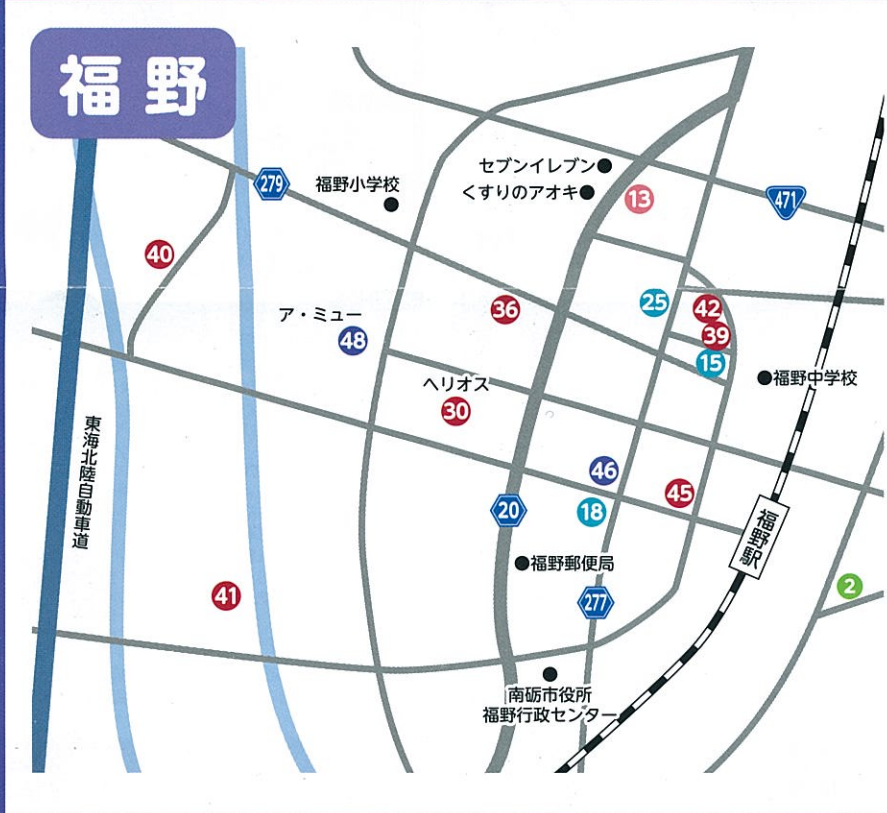 福野
279
福野小学校
セブンイレブン
くすりのアオキ
13
471
40
25
42
ア・ミュー
36
39
48
15
ヘリオス
福野中学校
30
46
45
東海北陸自動車道
20
18
福野駅
福野郵便局
41
277
2
南砺市役所
福野行政センター